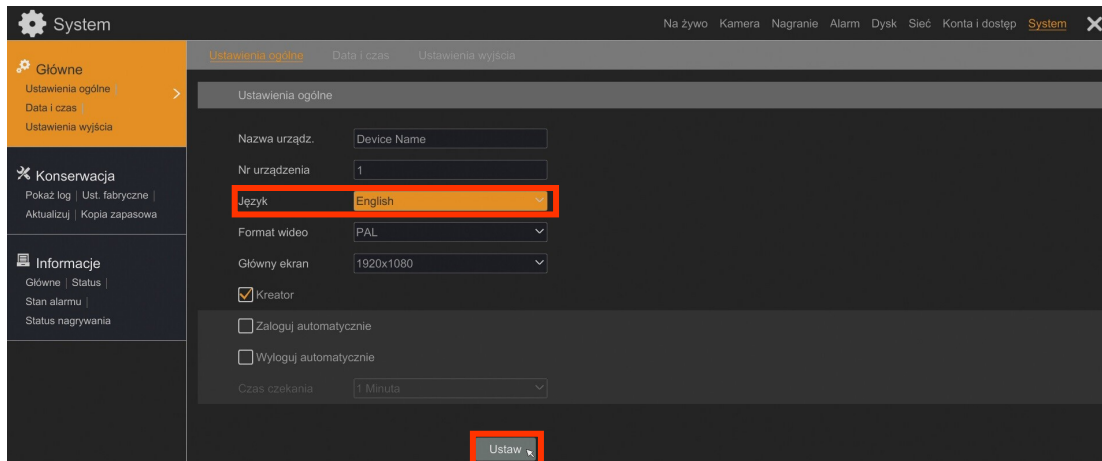 System
Na żywo Kamera Nagranie Alarm Dysk Sieć Konta i dostęp System
Główne
Ustawienia ogólne |
Data i czas |
Ustawienia wyjścia
Konserwacja
Pokaż log | Ust. fabryczne |
Aktualizuj | Kopia zapasowa
Informacje
Główne | Status |
Stan alarmu |
Status nagrywania
Ustawienia ogólne Data i czas Ustawienia wyjścia
Ustawienia ogólne
Nazwa urządz. Device Name
Nr urządzenia 1
Język English
Format wideo PAL
Główny ekran 1920x1080
Kreator
Zaloguj automatycznie
Wyloguj automatycznie
Czas czekania 1 Minuta
Ustaw